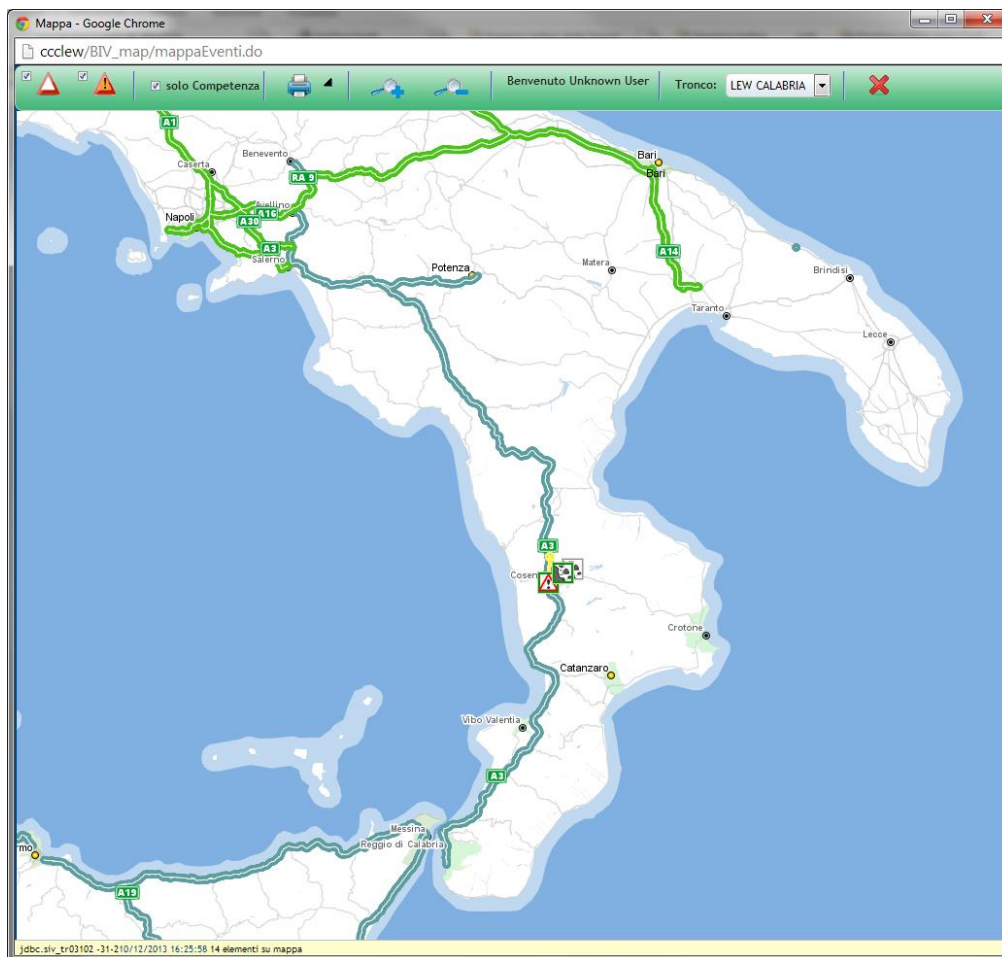 Mappa - Google Chrome
ccclew/BIV_map/mappaEventi.do
solo Competenza
Benvenuto Unknown User
Tronco: LEW CALABRIA
A1
Caserta
Benevento
RA 9
Bari
Bari
Napoli
A16
Avellino
A30
A3
Salerno
A14
Potenza
Matera
Brindisi
Taranto
Lecce
A3
Cosen
Crotone
Catanzaro
Vibo Valentia
A3
Messina
Reggio di Calabria
rmo
A19
jdbc.siv_tr03102 -31-210/12/2013 16:25:58 14 elementi su mappa